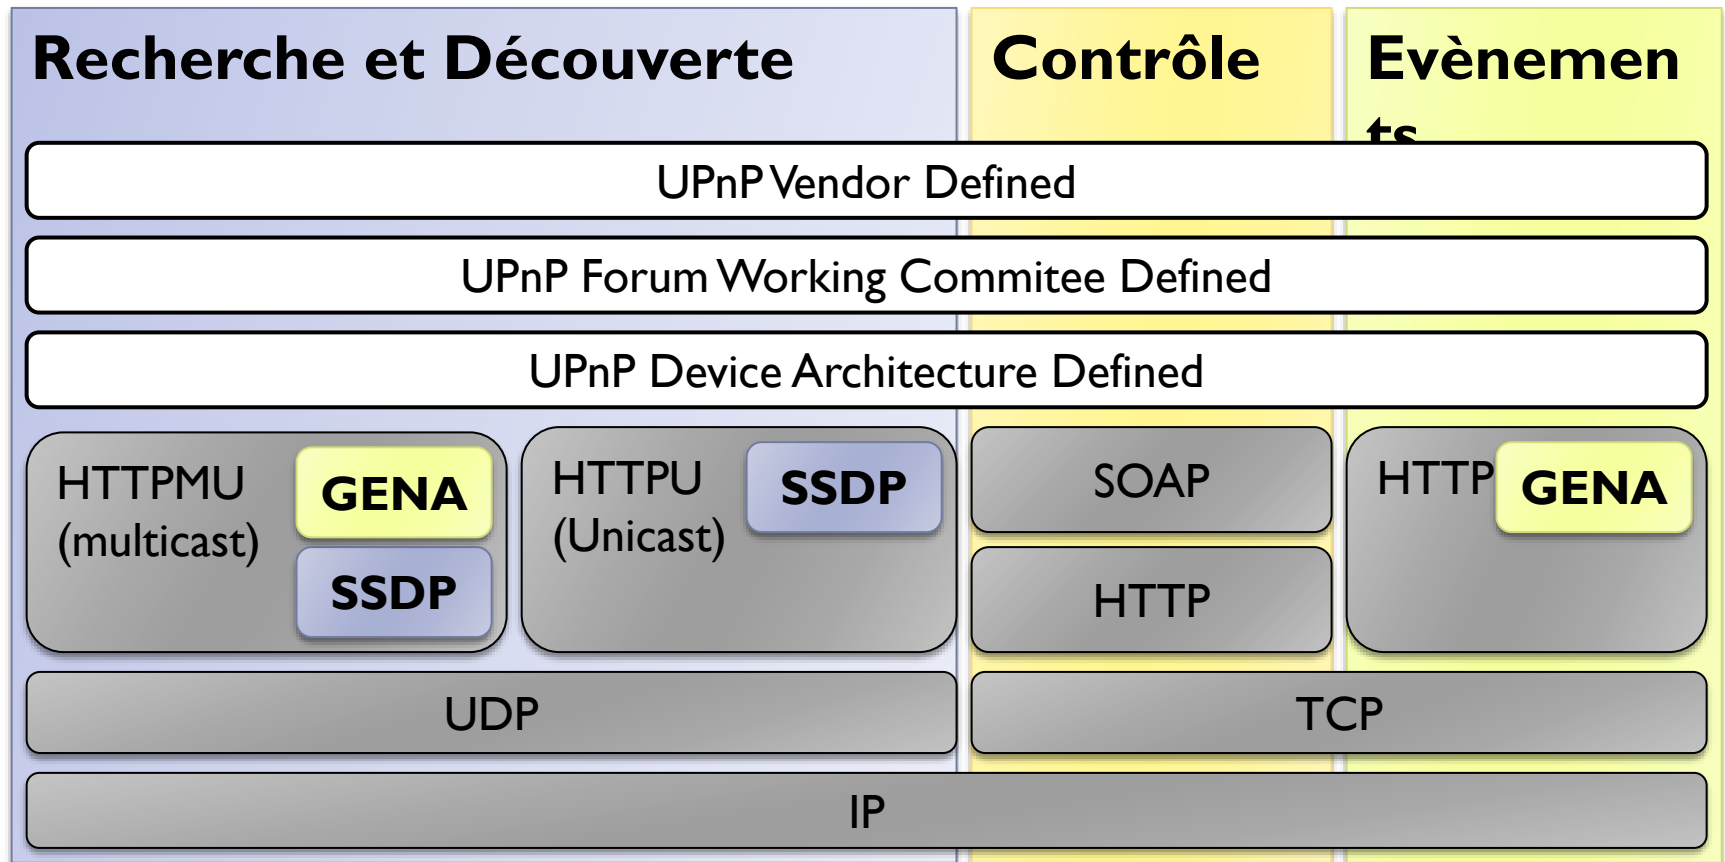 Recherche et Découverte
Contrôle
Evènemen
ts
UPnP Vendor Defined
UPnP Forum Working Commitee Defined
UPnP Device Architecture Defined
HTTPMU
(multicast)
GENA
SSDP
HTTPU
(Unicast)
SSDP
SOAP
HTTP
HTTP
GENA
UDP
TCP
IP